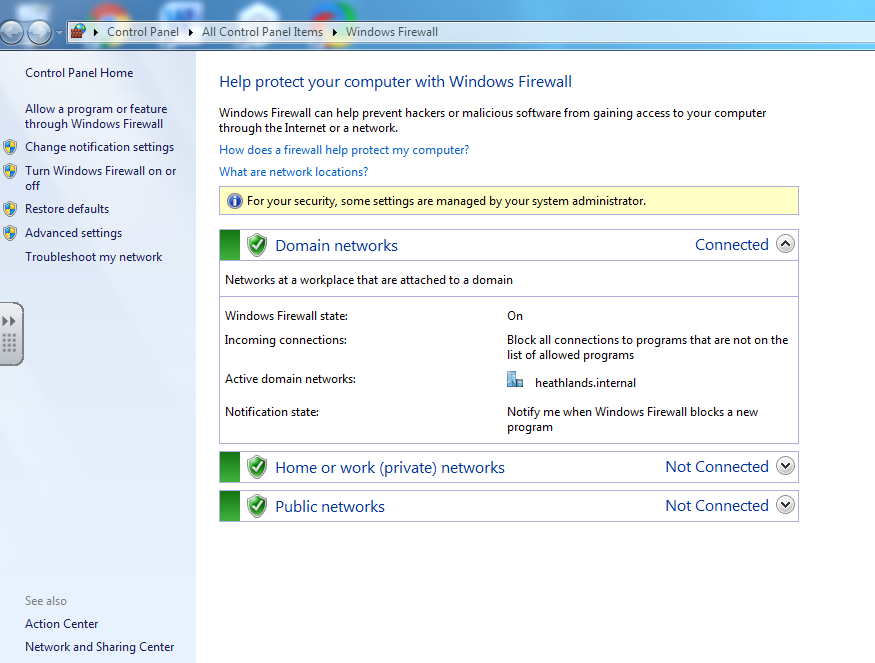 Control Panel All Control Panel Items Windows Firewall
Control Panel Home
Allow a program or feature
through Windows Firewall
Change notification settings
Turn Windows Firewall on or
off
Restore defaults
Advanced settings
Troubleshoot my network
See also
Action Center
Network and Sharing Center
Help protect your computer with Windows Firewall
Windows Firewall can help prevent hackers or malicious software from gaining access to your computer
through the Internet or a network.
How does a firewall help protect my computer?
What are network locations?
For your security, some settings are managed by your system administrator.
Domain networks Connected
Networks at a workplace that are attached to a domain
Windows Firewall state: On
Incoming connections: Block all connections to programs that are not on the
list of allowed programs
Active domain networks: heathlands.internal
Notification state: Notify me when Windows Firewall blocks a new
program
Home or work (private) networks Not Connected
Public networks Not Connected